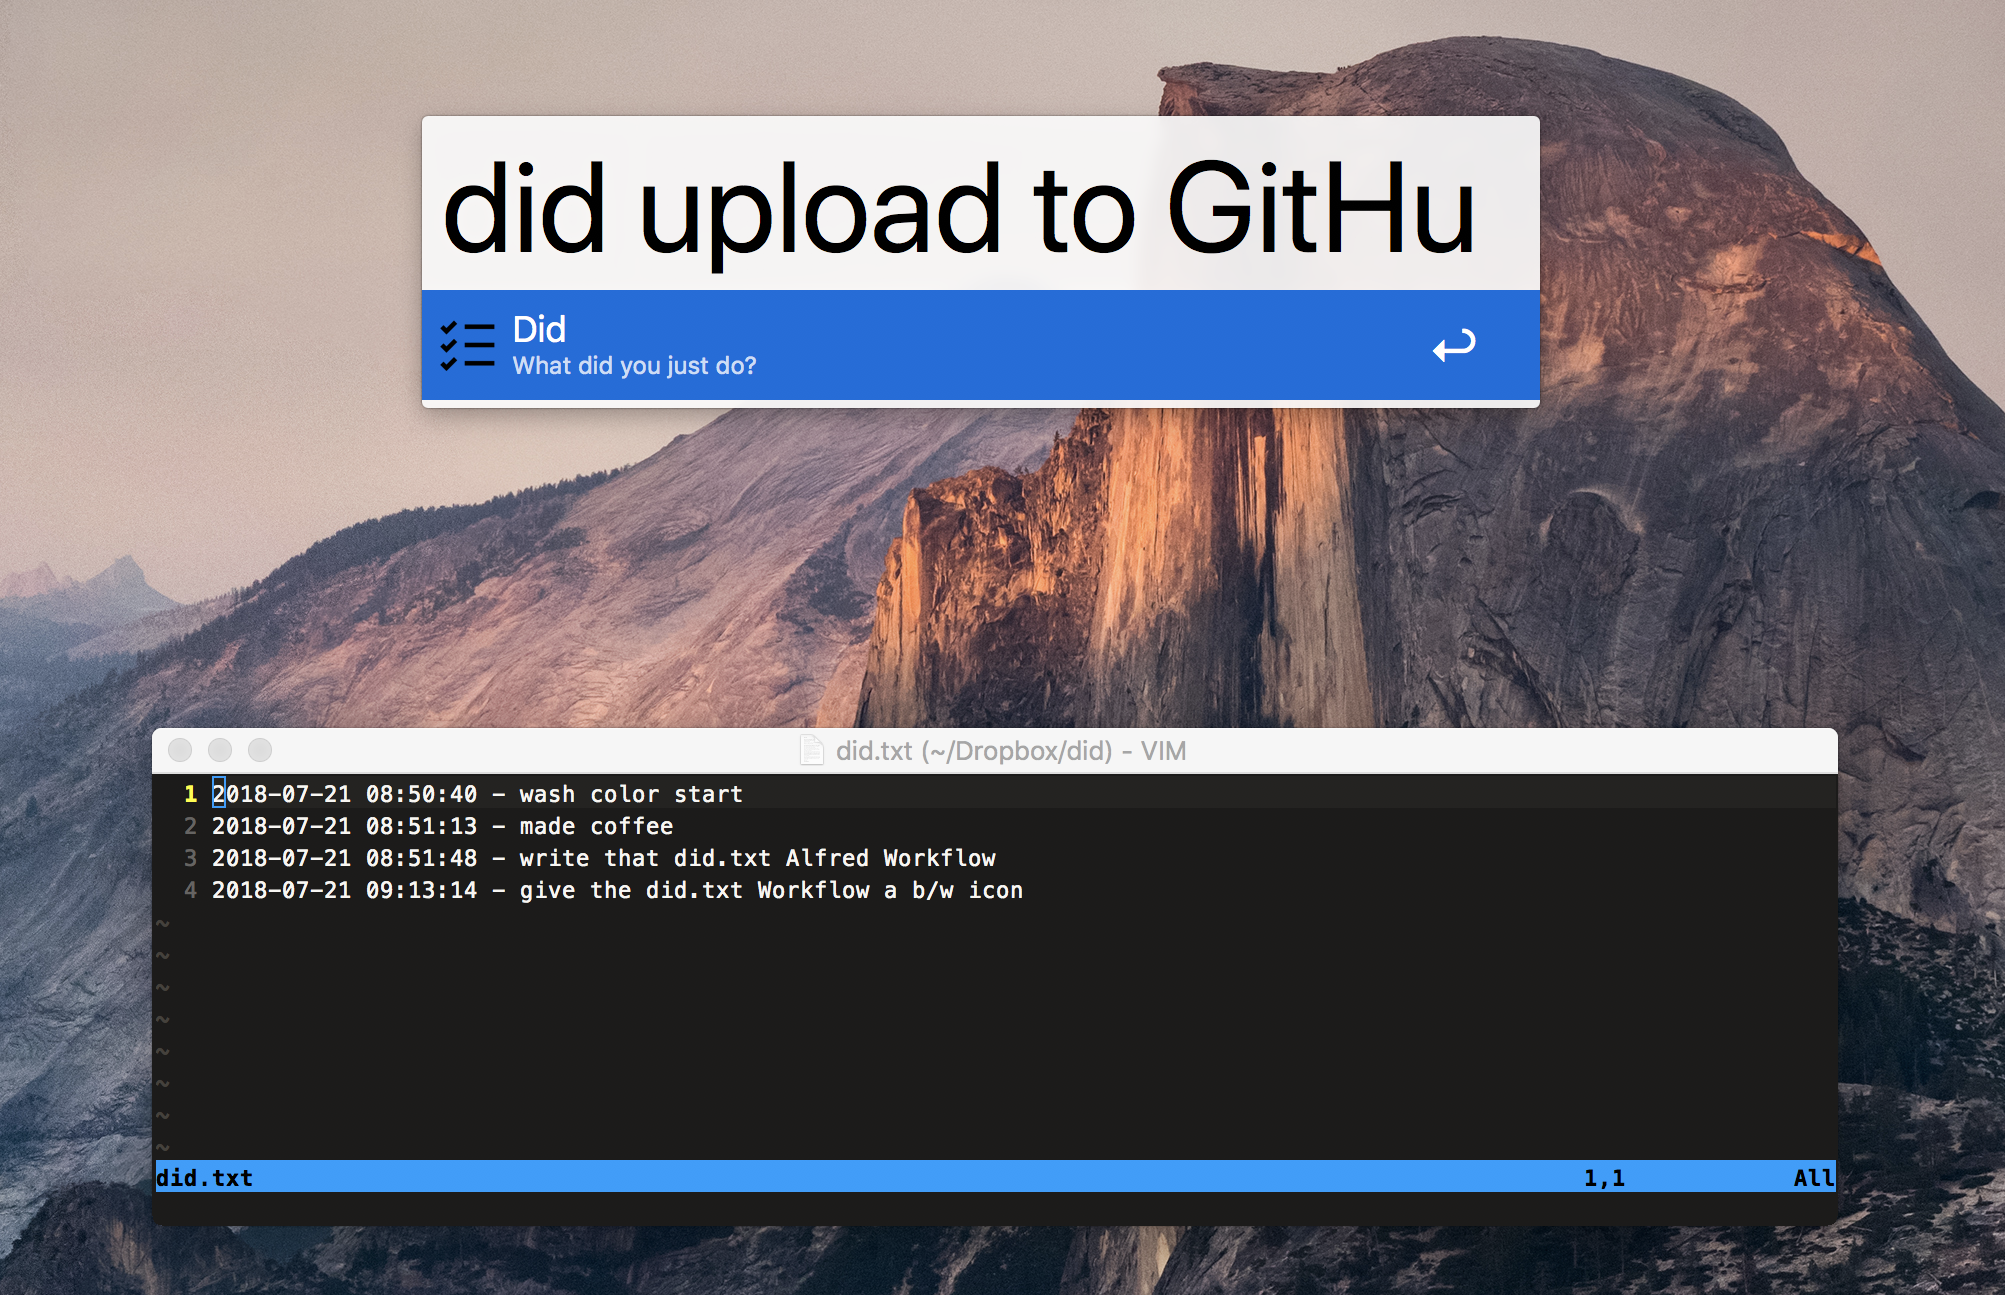 did upload to GitHu
Did
What did you just do?
did.txt (~/Dropbox/did) - VIM
1 2018-07-21 08:50:40 - wash color start
2 2018-07-21 08:51:13 - made coffee
3 2018-07-21 08:51:48 - write that did.txt Alfred Workflow
4 2018-07-21 09:13:14 - give the did.txt Workflow a b/w icon
~
~
~
~
~
~
~
~
did.txt 1,1 All